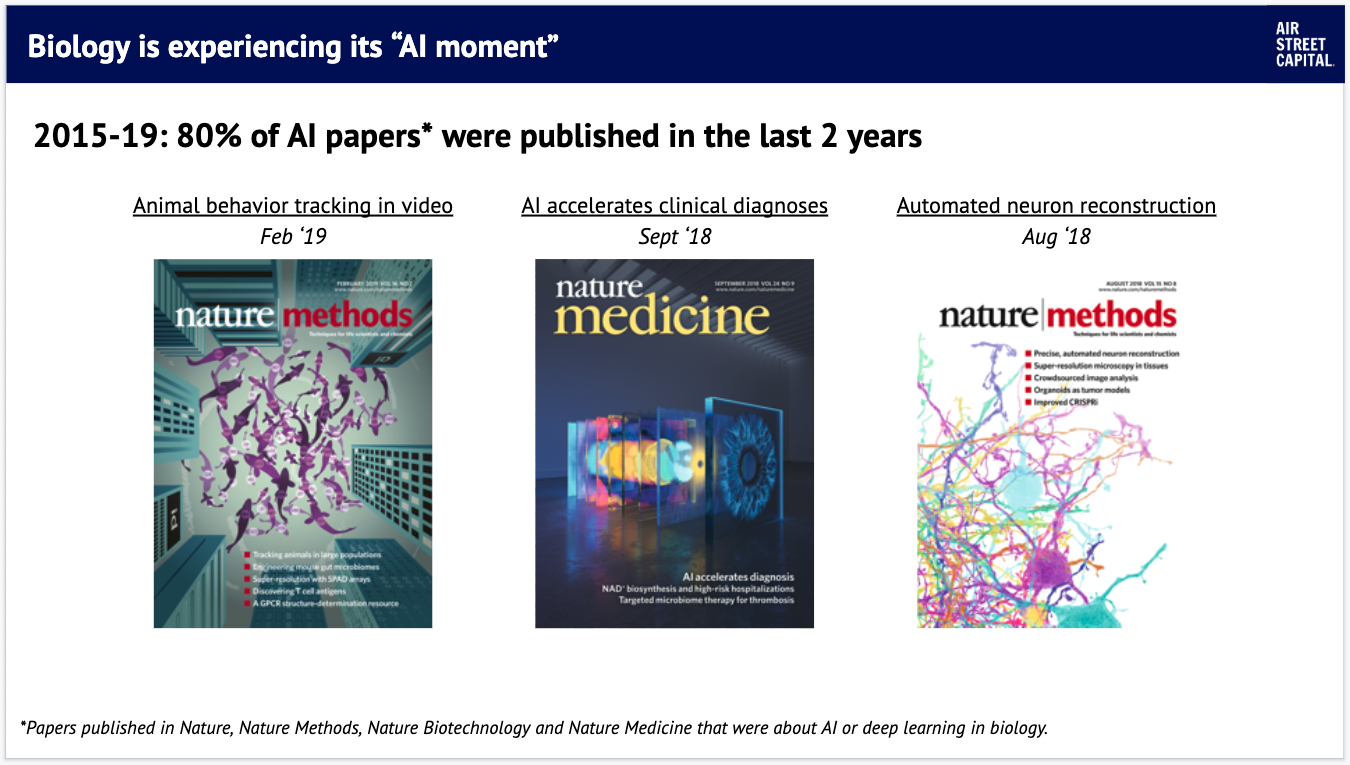 Biology is experiencing its “AI moment”
AIR
STREET
CAPITAL.
2015-19: 80% of AI papers* were published in the last 2 years
Animal behavior tracking in video
Feb ‘19
FEBRUARY 2019 VOL 16 NO 2
www.nature.com/naturemethods
nature methods
Techniques for life scientists and chemists
iD
Tracking animals in large populations
Engineering mouse gut microbiomes
Super-resolution with SPAD arrays
Discovering T cell antigens
A GPCR structure-determination resource
AI accelerates clinical diagnoses
Sept ‘18
SEPTEMBER 2018 VOL 24 NO 9
www.nature.com/naturemedicine
nature
medicine
AI accelerates diagnosis
NAD+ biosynthesis and high-risk hospitalizations
Targeted microbiome therapy for thrombosis
Automated neuron reconstruction
Aug ‘18
AUGUST 2018 VOL 15 NO 8
www.nature.com/naturemethods
nature methods
Techniques for life scientists and chemists
Precise, automated neuron reconstruction
Super-resolution microscopy in tissues
Crowdsourced image analysis
Organoids as tumor models
Improved CRISPRi
*Papers published in Nature, Nature Methods, Nature Biotechnology and Nature Medicine that were about AI or deep learning in biology.